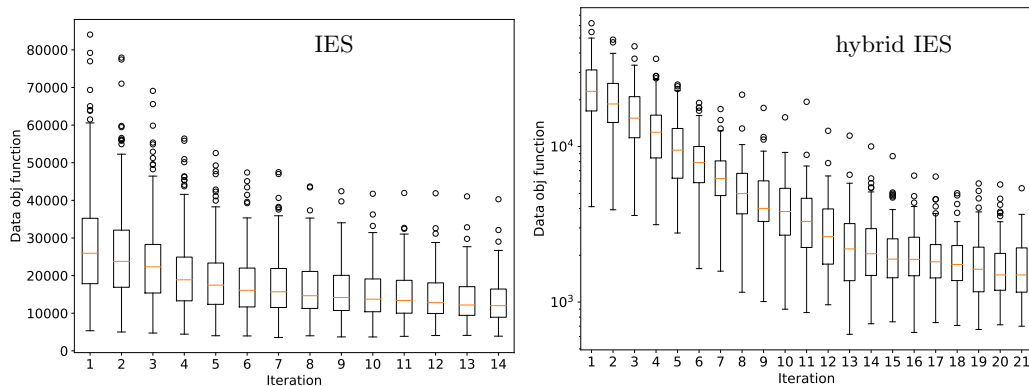 IES
Data obj function
80000
70000
60000
50000
40000
30000
20000
10000
0
1 2 3 4 5 6 7 8 9 10 11 12 13 14
Iteration
hybrid IES
Data obj function
10⁴
10³
1 2 3 4 5 6 7 8 9 10 11 12 13 14 15 16 17 18 19 20 21
Iteration